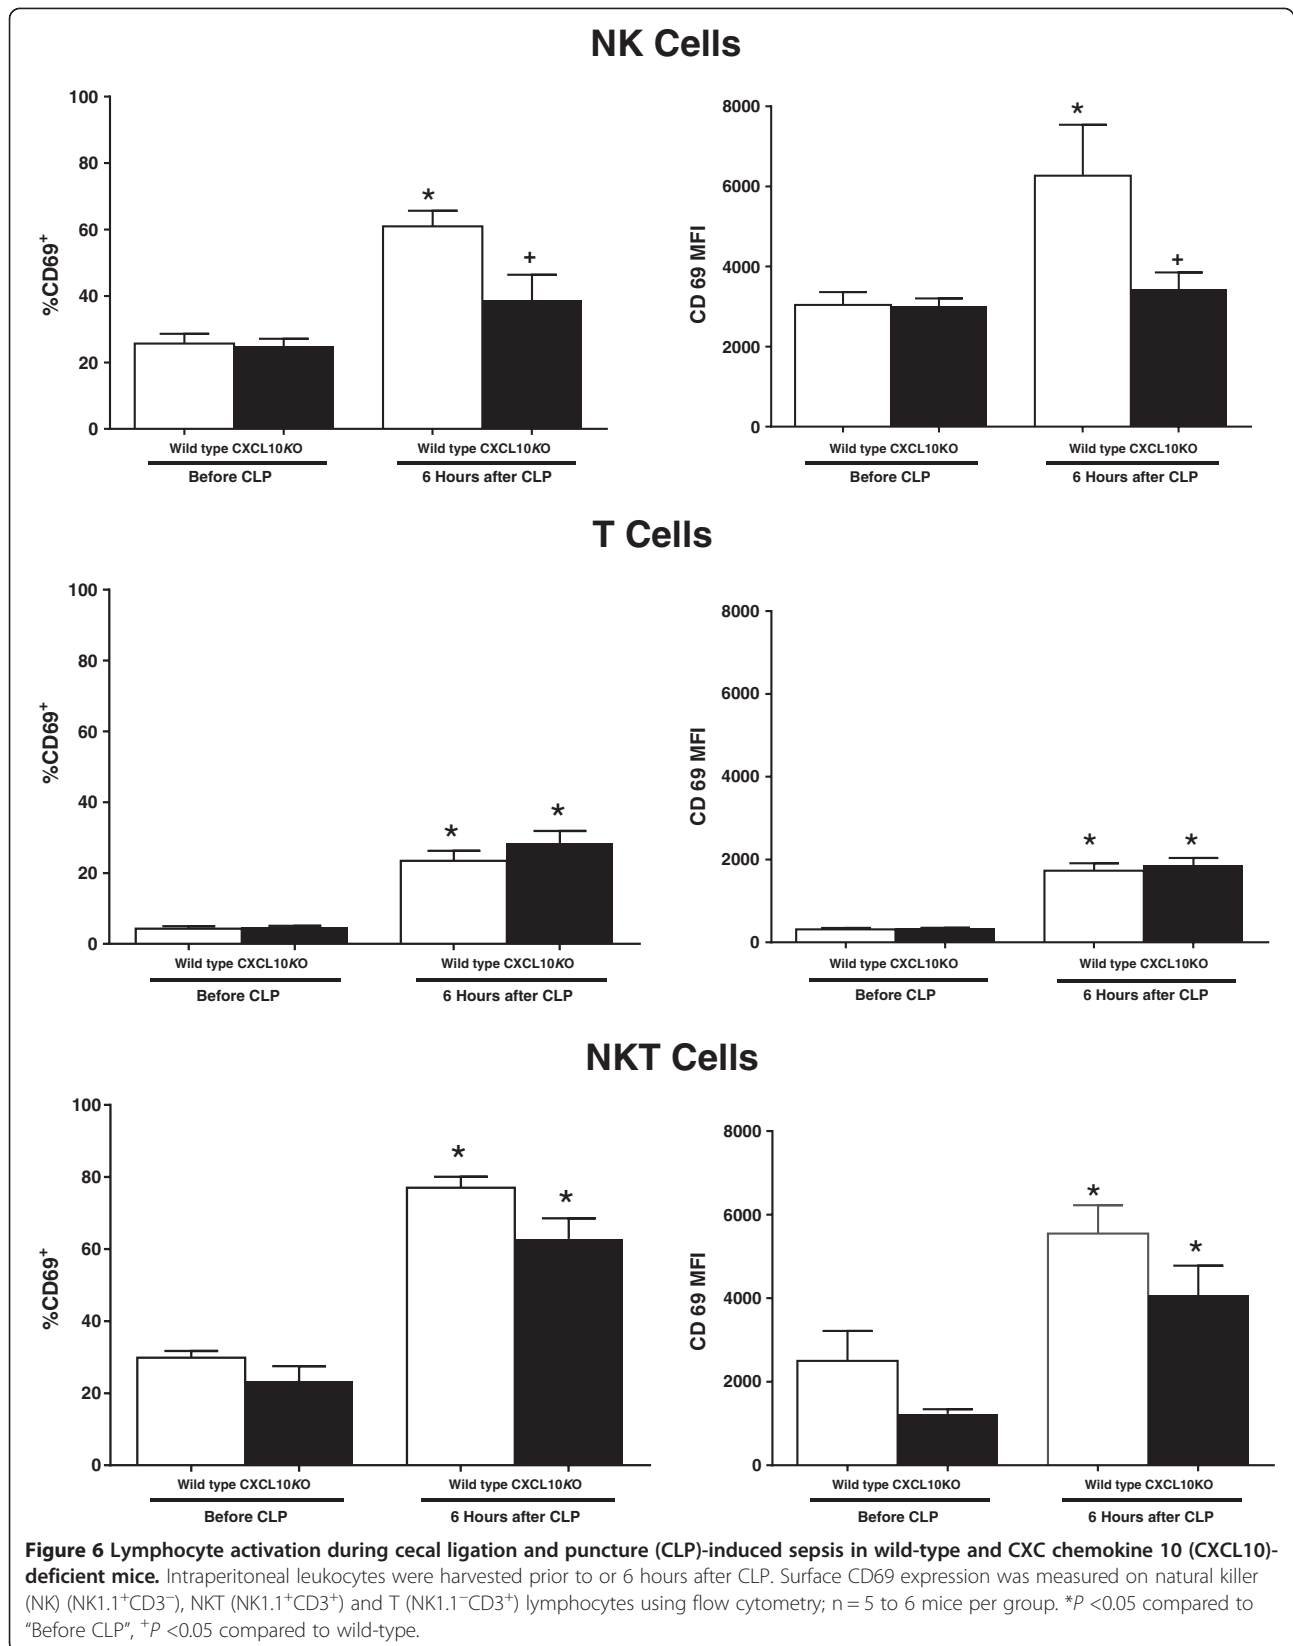 NK Cells
100
80
60
40
20
0
%CD69⁺
*
+
Wild type CXCL10KO
Wild type CXCL10KO
Before CLP
6 Hours after CLP
8000
6000
4000
2000
0
CD 69 MFI
*
+
Wild type CXCL10KO
Wild type CXCL10KO
Before CLP
6 Hours after CLP
T Cells
100
80
60
40
20
0
%CD69⁺
*
*
Wild type CXCL10KO
Wild type CXCL10KO
Before CLP
6 Hours after CLP
8000
6000
4000
2000
0
CD 69 MFI
*
*
Wild type CXCL10KO
Wild type CXCL10KO
Before CLP
6 Hours after CLP
NKT Cells
100
80
60
40
20
0
%CD69⁺
*
*
Wild type CXCL10KO
Wild type CXCL10KO
Before CLP
6 Hours after CLP
8000
6000
4000
2000
0
CD 69 MFI
*
*
Wild type CXCL10KO
Wild type CXCL10KO
Before CLP
6 Hours after CLP
Figure 6 Lymphocyte activation during cecal ligation and puncture (CLP)-induced sepsis in wild-type and CXC chemokine 10 (CXCL10)-
deficient mice. Intraperitoneal leukocytes were harvested prior to or 6 hours after CLP. Surface CD69 expression was measured on natural killer
(NK) (NK1.1⁺CD3⁻), NKT (NK1.1⁺CD3⁺) and T (NK1.1⁻CD3⁺) lymphocytes using flow cytometry; n = 5 to 6 mice per group. *P <0.05 compared to
“Before CLP”, ⁺P <0.05 compared to wild-type.